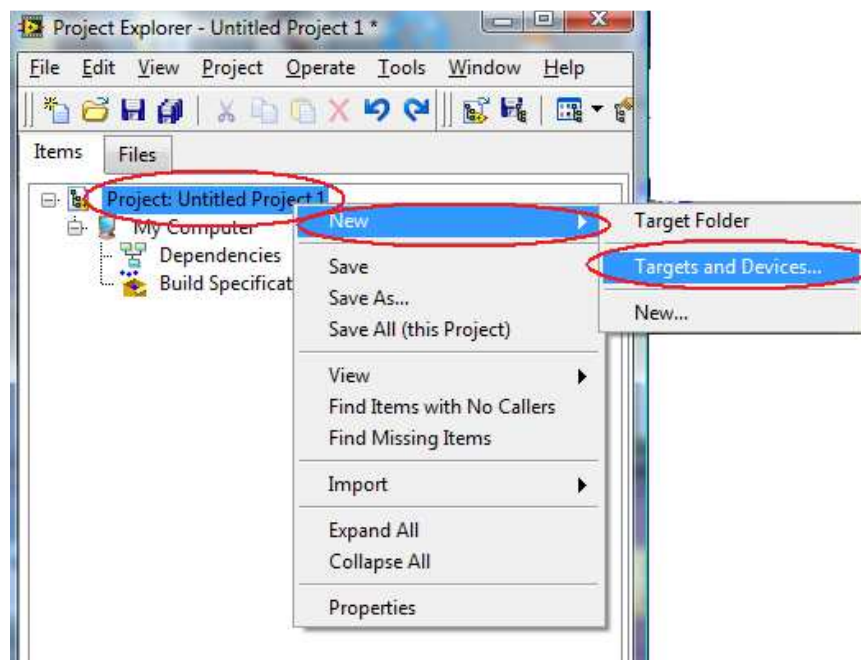 Project Explorer - Untitled Project 1 *
File Edit View Project Operate Tools Window Help
Items Files
Project: Untitled Project 1
My Computer
Dependencies
Build Specificat
New
Save
Save As...
Save All (this Project)
View
Find Items with No Callers
Find Missing Items
Import
Expand All
Collapse All
Properties
Target Folder
Targets and Devices...
New...